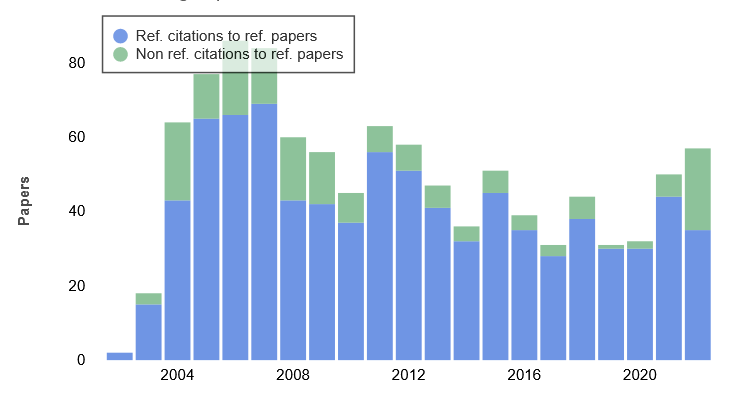 Ref. citations to ref. papers
Non ref. citations to ref. papers
80
60
40
20
0
Papers
2004 2008 2012 2016 2020